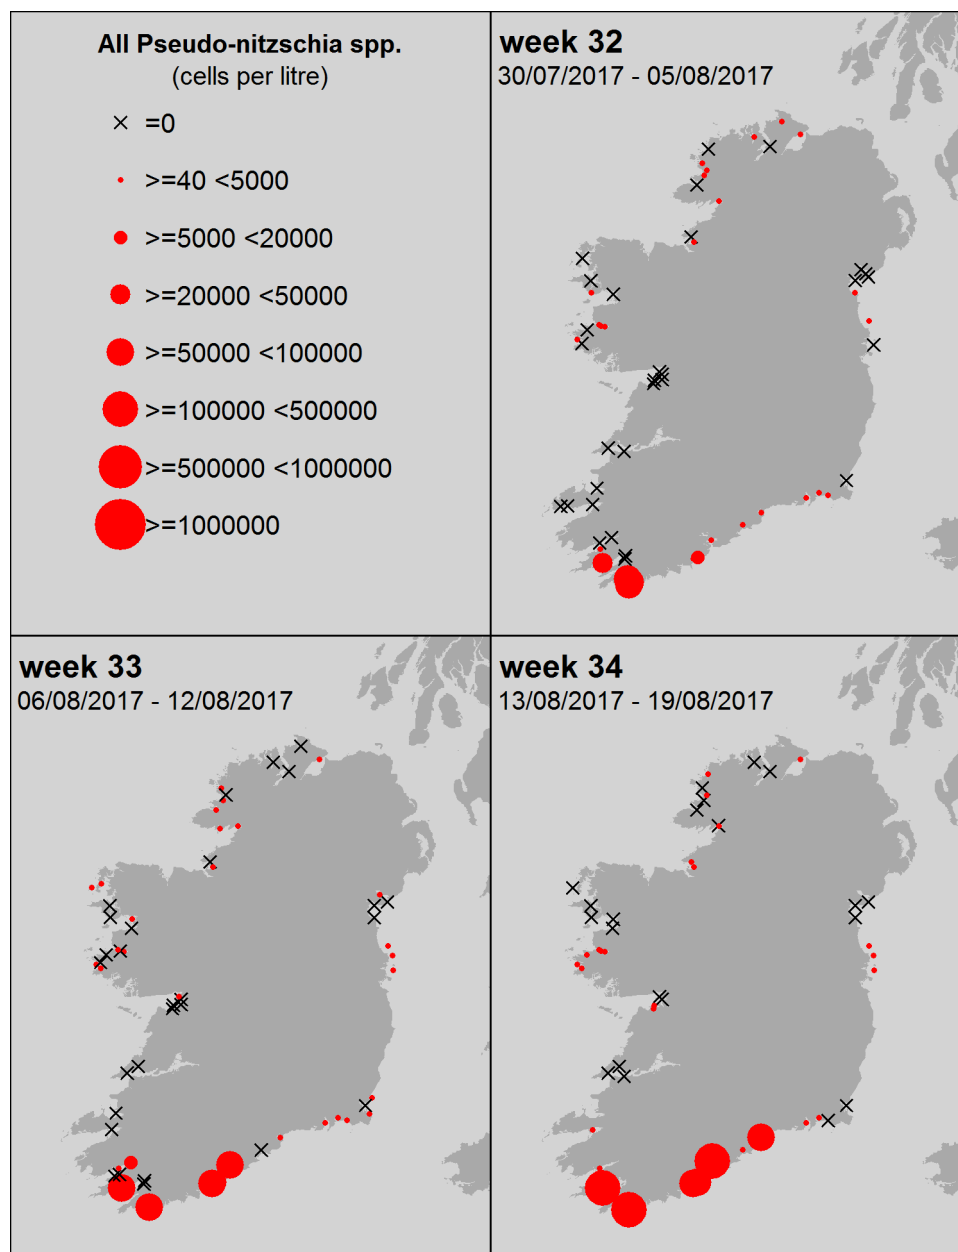 All Pseudo-nitzschia spp.
(cells per litre)
=0
>=40 <5000
>=5000 <20000
>=20000 <50000
>=50000 <100000
>=100000 <500000
>=500000 <1000000
>=1000000
week 32
30/07/2017 - 05/08/2017
week 33
06/08/2017 - 12/08/2017
week 34
13/08/2017 - 19/08/2017